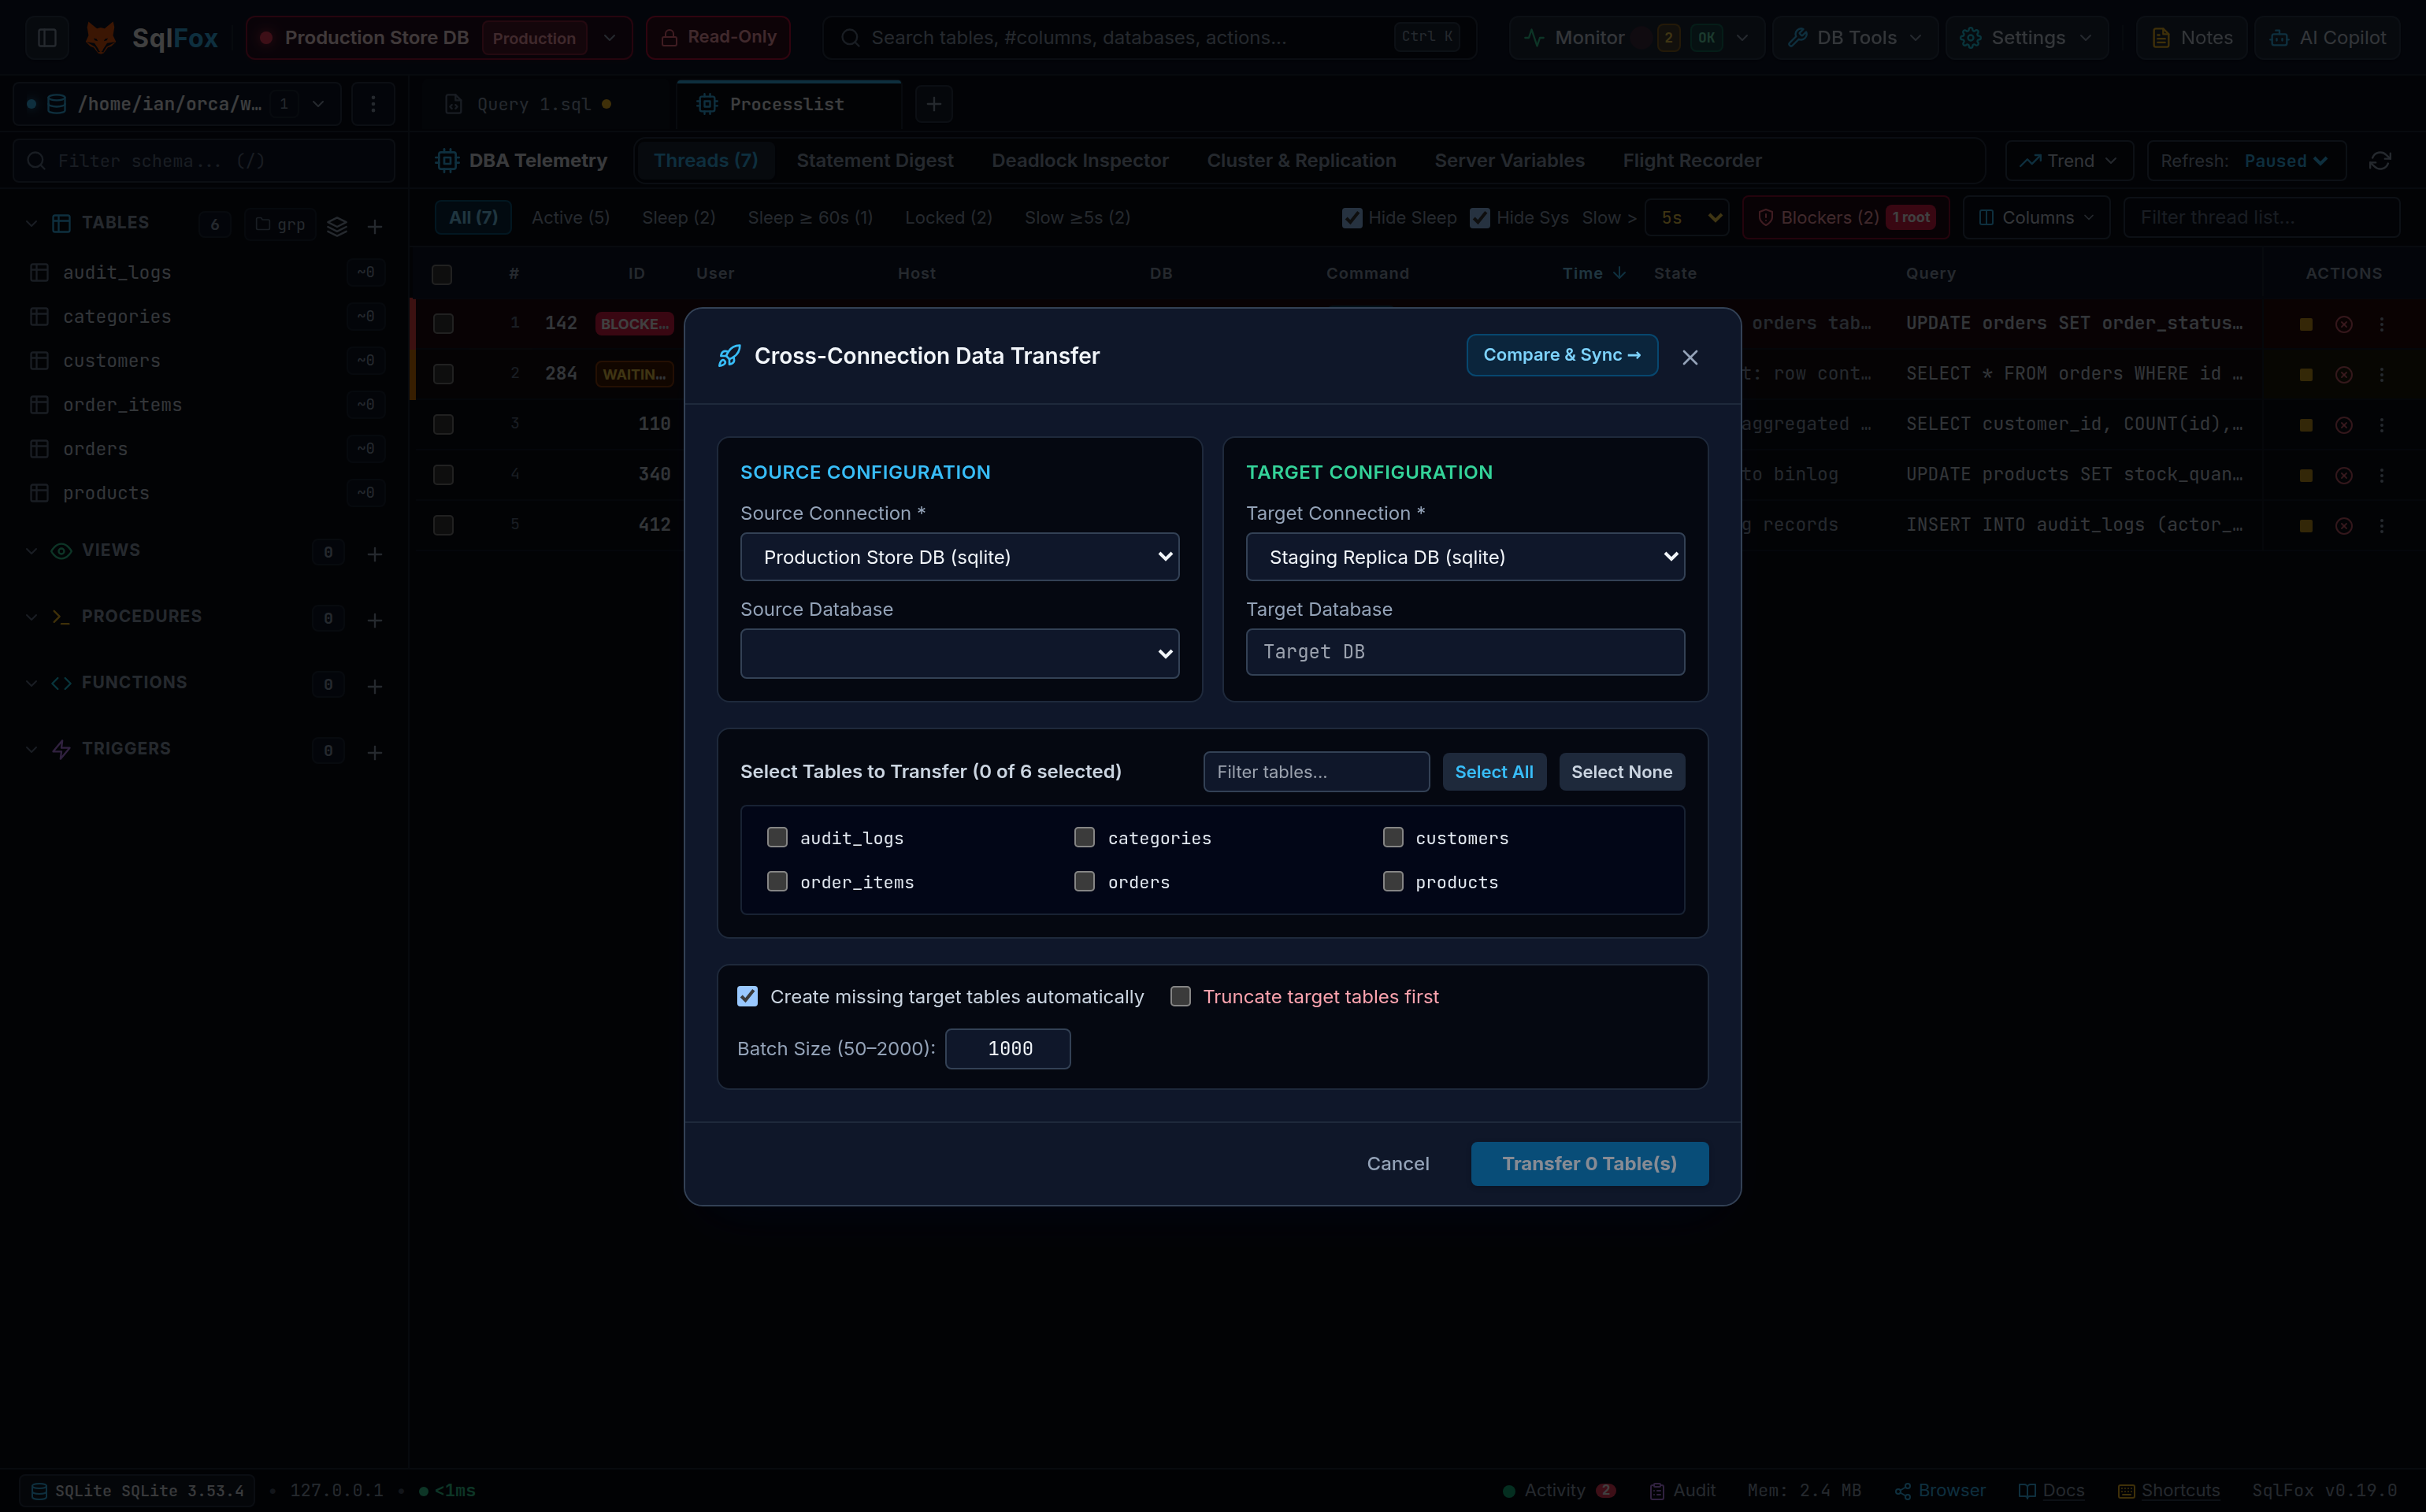 SqlFox Production Store DB Production Read-Only Search tables, #columns, databases, actions... Ctrl K Monitor 2 OK DB Tools Settings Notes AI Copilot
/home/ian/orca/w… 1 Query 1.sql Processlist
Filter schema... (/) DBA Telemetry Threads (7) Statement Digest Deadlock Inspector Cluster & Replication Server Variables Flight Recorder Trend Refresh: Paused
TABLES 6 grp All (7) Active (5) Sleep (2) Sleep ≥ 60s (1) Locked (2) Slow ≥5s (2) Hide Sleep Hide Sys Slow > 5s Blockers (2) 1 root Columns Filter thread list...
audit_logs ~0 # ID User Host DB Command Time ↓ State Query ACTIONS
categories ~0 1 142 BLOCKE… orders tab… UPDATE orders SET order_status…
customers ~0 2 284 WAITIN… t: row cont… SELECT * FROM orders WHERE id …
order_items ~0 3 110 aggregated … SELECT customer_id, COUNT(id),…
orders ~0 4 340 to binlog UPDATE products SET stock_quan…
products ~0 5 412 g records INSERT INTO audit_logs (actor_…
VIEWS 0
PROCEDURES 0
FUNCTIONS 0
TRIGGERS 0
Cross-Connection Data Transfer Compare & Sync →
SOURCE CONFIGURATION
Source Connection *
Production Store DB (sqlite)
Source Database
TARGET CONFIGURATION
Target Connection *
Staging Replica DB (sqlite)
Target Database
Target DB
Select Tables to Transfer (0 of 6 selected) Filter tables... Select All Select None
audit_logs categories customers
order_items orders products
Create missing target tables automatically Truncate target tables first
Batch Size (50–2000): 1000
Cancel Transfer 0 Table(s)
SQLite SQLite 3.53.4 • 127.0.0.1 • <1ms Activity 2 Audit Mem: 2.4 MB Browser Docs Shortcuts SqlFox v0.19.0